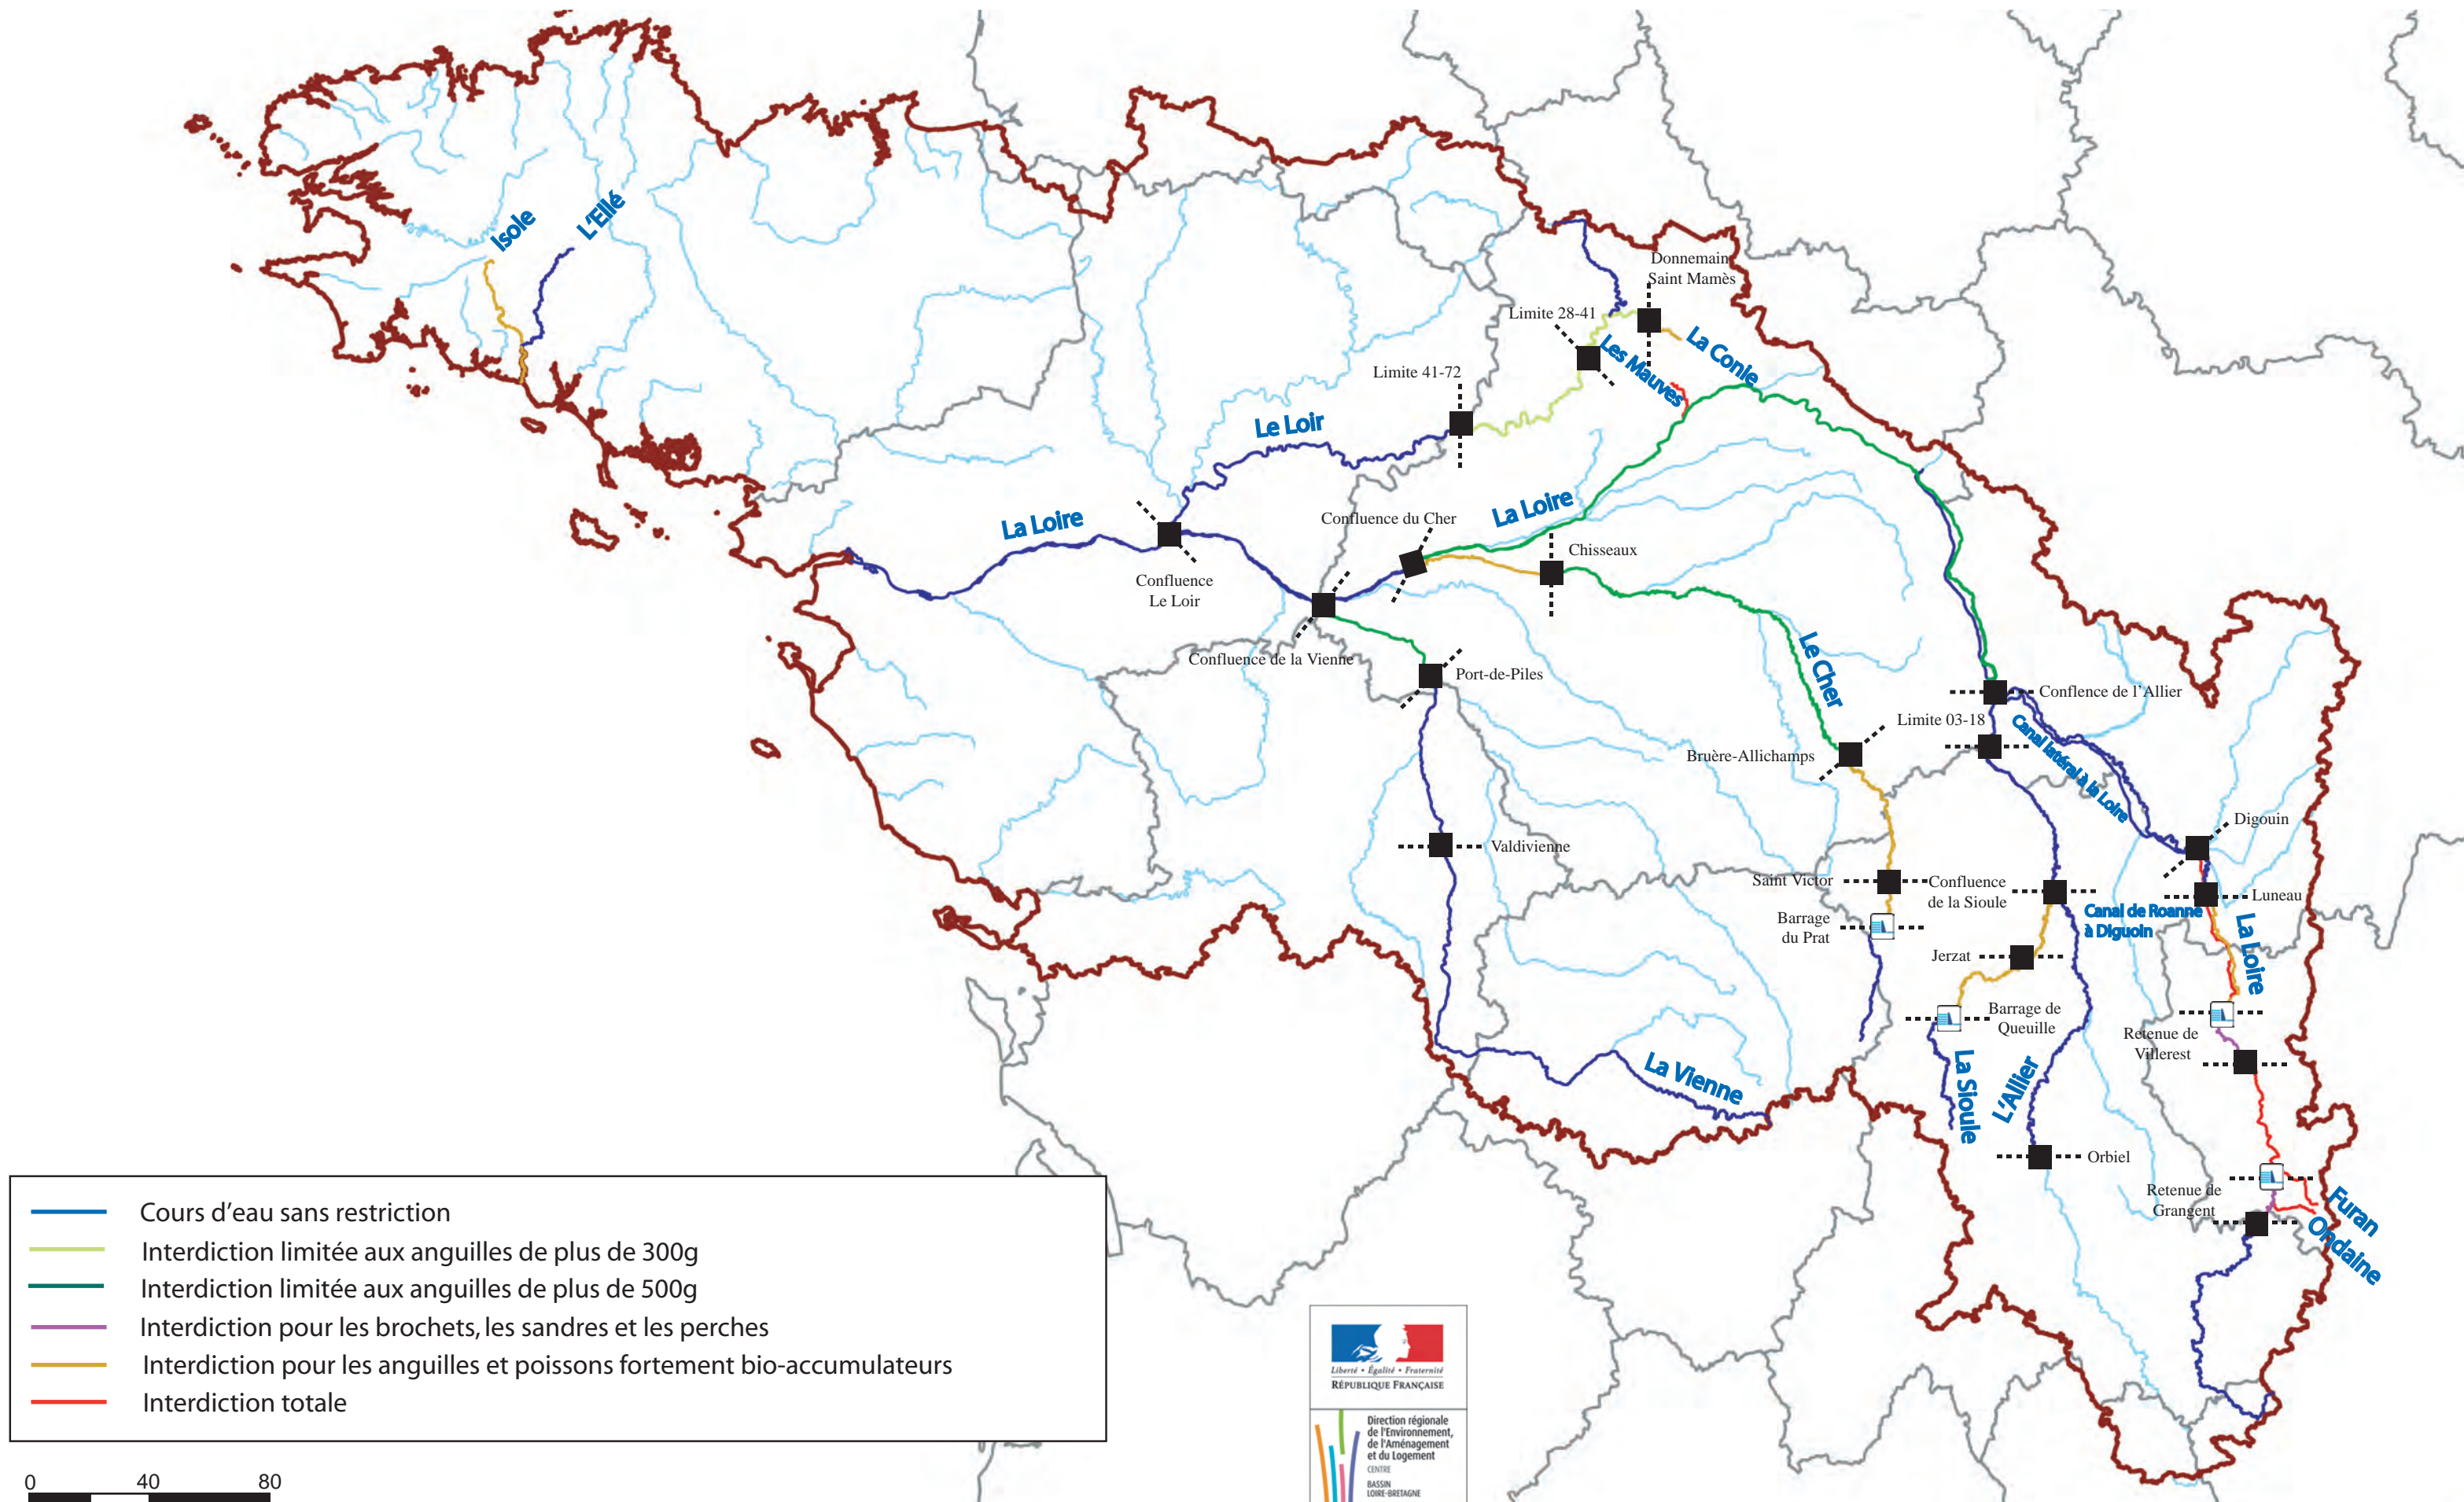 Isole
L'Ellé
Donnemain
Saint Mamès
Limite 28-41
La Conie
Les Mauves
Limite 41-72
Le Loir
La Loire
La Loire
Confluence du Cher
Chisseaux
Confluence
Le Loir
Confluence de la Vienne
Port-de-Piles
Le Cher
Conflence de l'Allier
Limite 03-18
Canal latéral à la Loire
Bruère-Allichamps
Digouin
Valdivienne
Saint Victor
Confluence
de la Sioule
Luneau
Canal de Roanne
à Diguoin
La Loire
Barrage
du Prat
Jerzat
Barrage de
Queuille
Retenue de
Villerest
La Sioule
L'Allier
La Vienne
Orbiel
Retenue de
Grangent
Furan
Ondaine
Cours d'eau sans restriction
Interdiction limitée aux anguilles de plus de 300g
Interdiction limitée aux anguilles de plus de 500g
Interdiction pour les brochets, les sandres et les perches
Interdiction pour les anguilles et poissons fortement bio-accumulateurs
Interdiction totale
0 40 80
Liberté • Égalité • Fraternité
RÉPUBLIQUE FRANÇAISE
Direction régionale
de l'Environnement,
de l'Aménagement
et du Logement
CENTRE
BASSIN
LOIRE-BRETAGNE